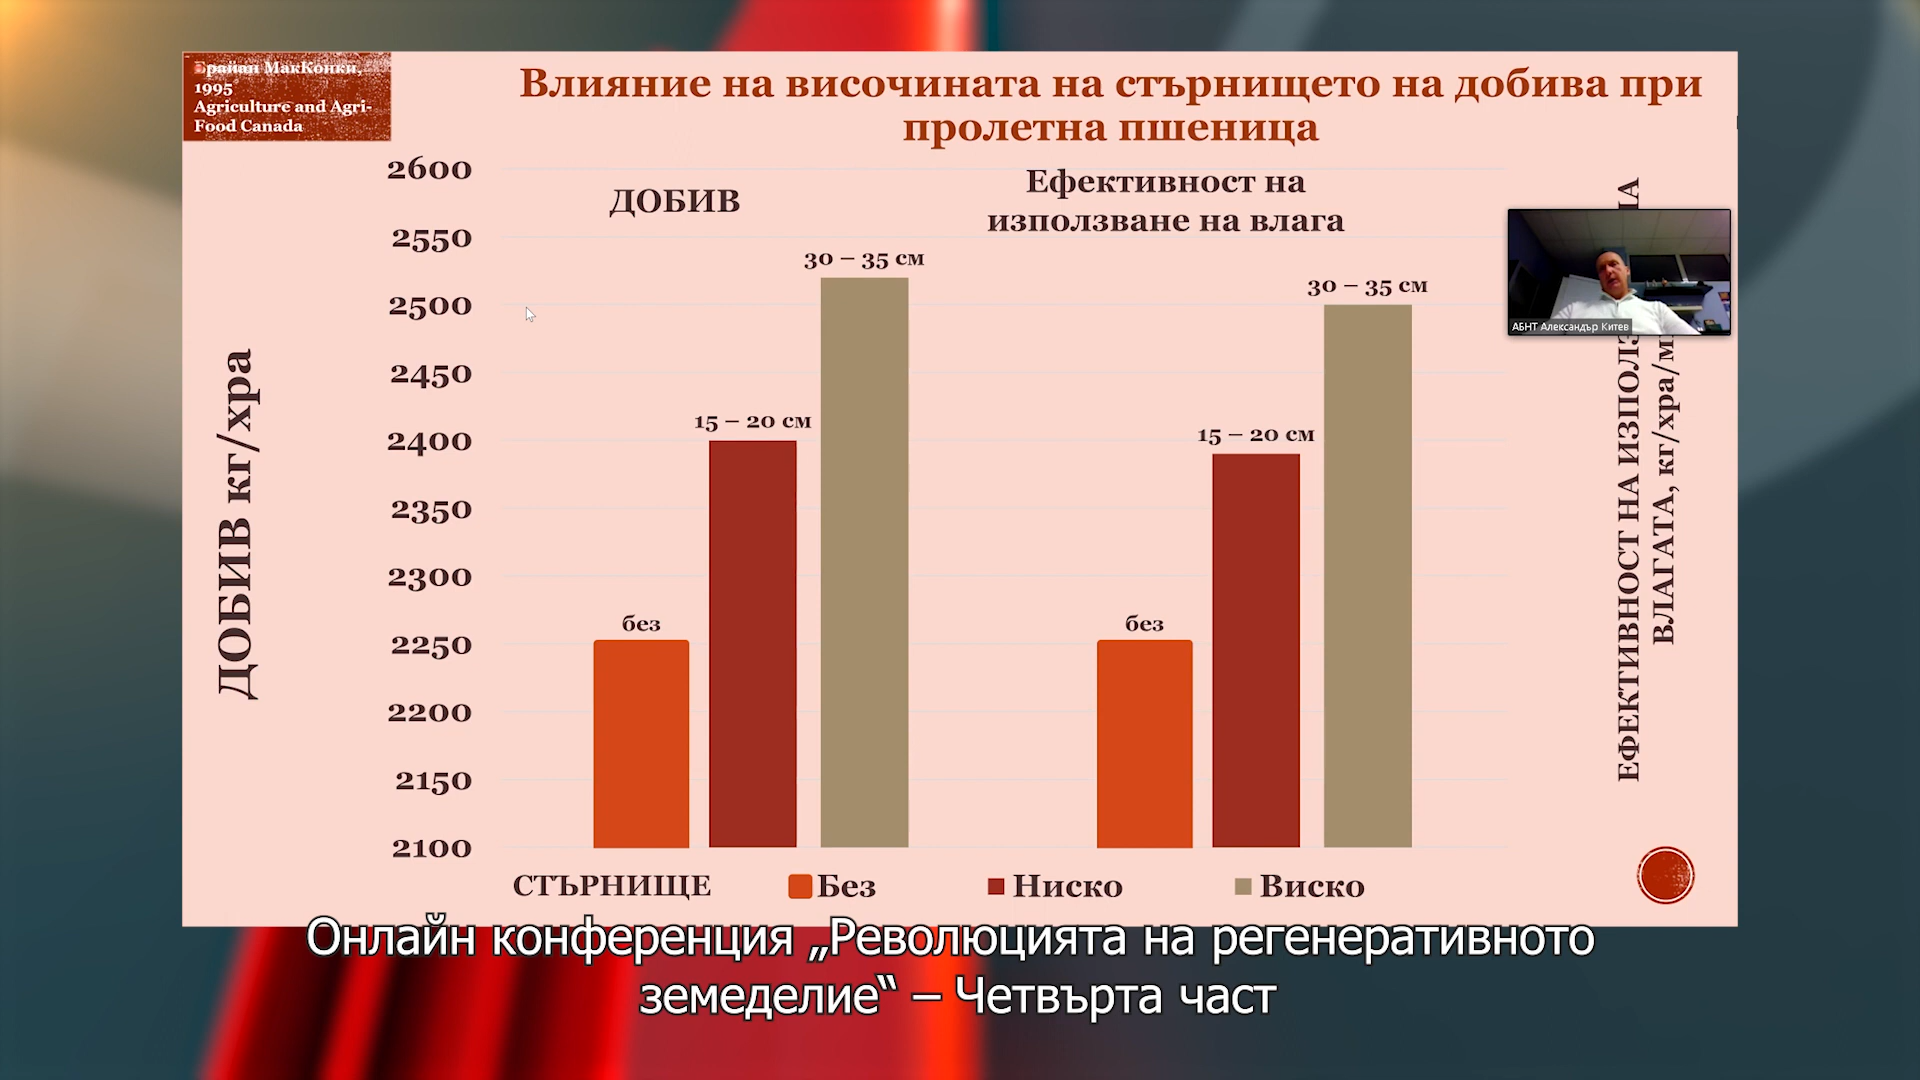 Брайан МакКонки,
1995
Agriculture and Agri-
Food Canada
Влияние на височината на стърнището на добива при
пролетна пшеница
2600
2550
2500
2450
2400
2350
2300
2250
2200
2150
2100
ДОБИВ кг/хра
ДОБИВ
Ефективност на
използване на влага
30 – 35 см
15 – 20 см
без
30 – 35 см
15 – 20 см
без
ЕФЕКТИВНОСТ НА
ВЛАГАТА,
АБНТ Александър Китев
СТЪРНИЩЕ
Без
Ниско
Виско
Онлайн конференция „Революцията на регенеративното
земеделие“ – Четвърта част